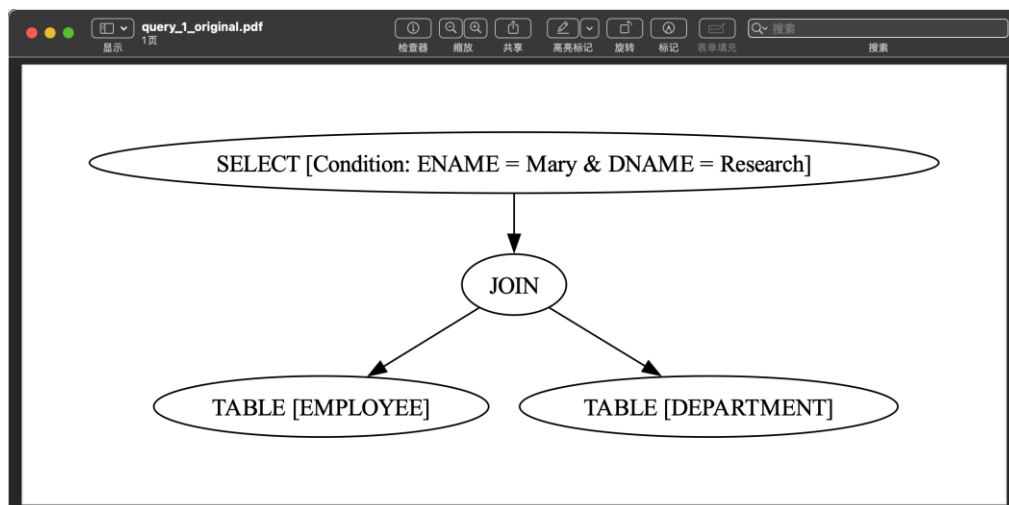 query_1_original.pdf
1页
显示
检查器
缩放
共享
高亮标记
旋转
标记
表单填充
搜索
搜索
SELECT [Condition: ENAME = Mary & DNAME = Research]
JOIN
TABLE [EMPLOYEE]
TABLE [DEPARTMENT]